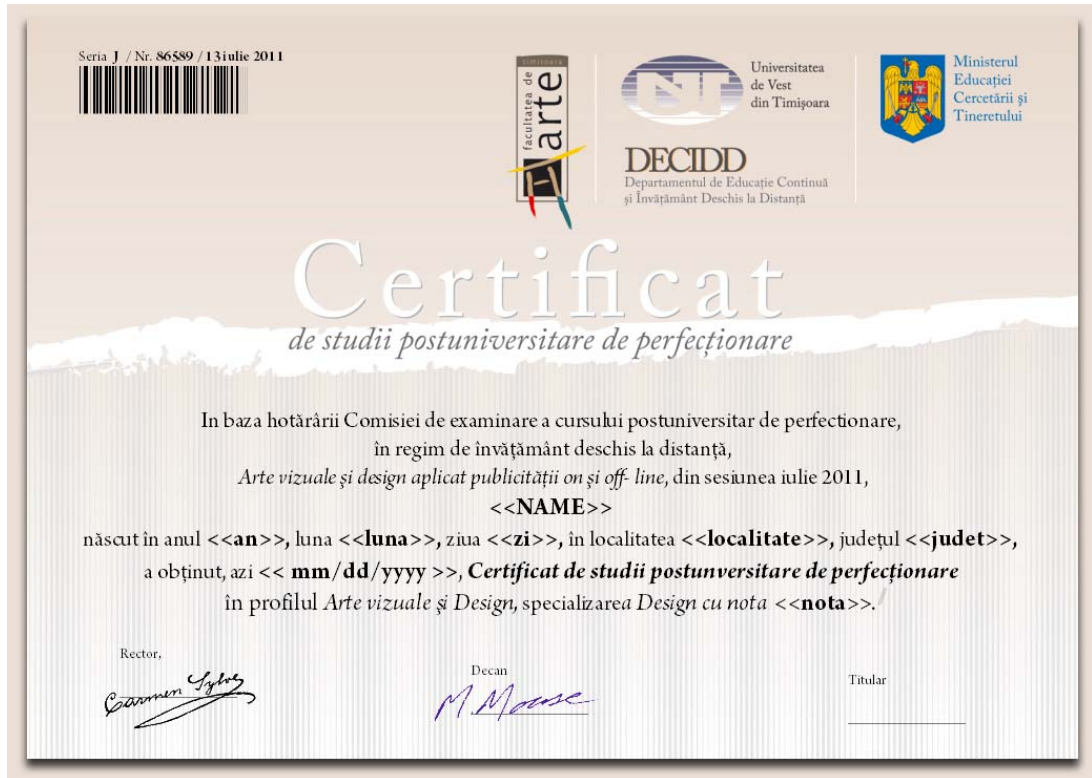 Seria J / Nr. 86589 / 13 iulie 2011
timisoara
facultatea de
arte
Universitatea
de Vest
din Timișoara
DECIDD
Departamentul de Educație Continuă
și Învățământ Deschis la Distanță
Ministerul
Educației
Cercetării și
Tineretului
Certificat
de studii postuniversitare de perfecționare
In baza hotărârii Comisiei de examinare a cursului postuniversitar de perfectionare,
în regim de învățământ deschis la distanță,
Arte vizuale și design aplicat publicității on și off- line, din sesiunea iulie 2011,
<<NAME>>
născut în anul <<an>>, luna <<luna>>, ziua <<zi>>, în localitatea <<localitate>>, județul <<judet>>,
a obținut, azi << mm/dd/yyyy >>, Certificat de studii postunversitare de perfecționare
în profilul Arte vizuale și Design, specializarea Design cu nota <<nota>>.
Rector,
Carmen
Decan
M. Mouse
Titular